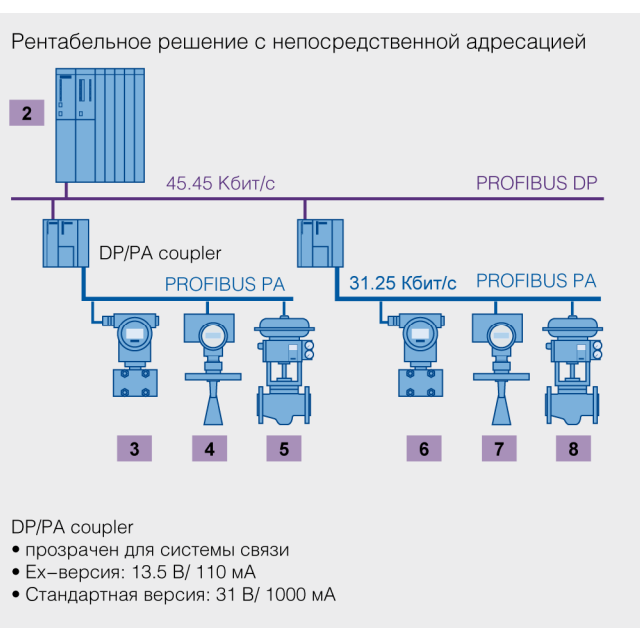 Рентабельное решение с непосредственной адресацией
2
45.45 Кбит/с
PROFIBUS DP
DP/PA coupler
PROFIBUS PA
31.25 Кбит/с
PROFIBUS PA
3
4
5
6
7
8
DP/PA coupler
• прозрачен для системы связи
• Ex–версия: 13.5 В/ 110 мА
• Стандартная версия: 31 В/ 1000 мА